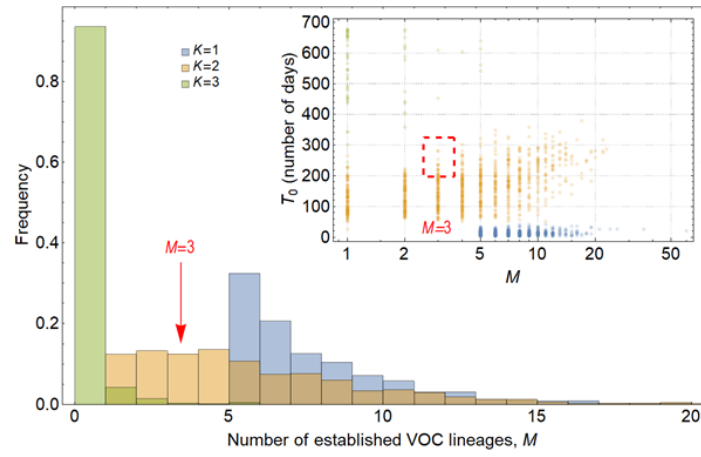 K=1
K=2
K=3
M=3
Frequency
0.0
0.2
0.4
0.6
0.8
0
5
10
15
20
Number of established VOC lineages, M
T₀ (number of days)
700
600
500
400
300
200
100
0
M=3
1
2
5
10
20
50
M